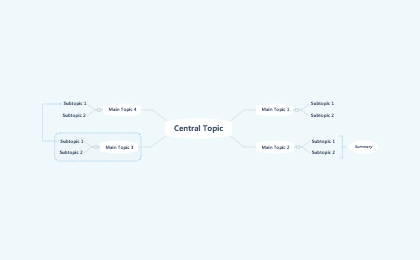 Central Topic
Main Topic 1
Subtopic 1
Subtopic 2
Main Topic 2
Subtopic 1
Subtopic 2
Summary
Main Topic 3
Subtopic 1
Subtopic 2
Main Topic 4
Subtopic 1
Subtopic 2